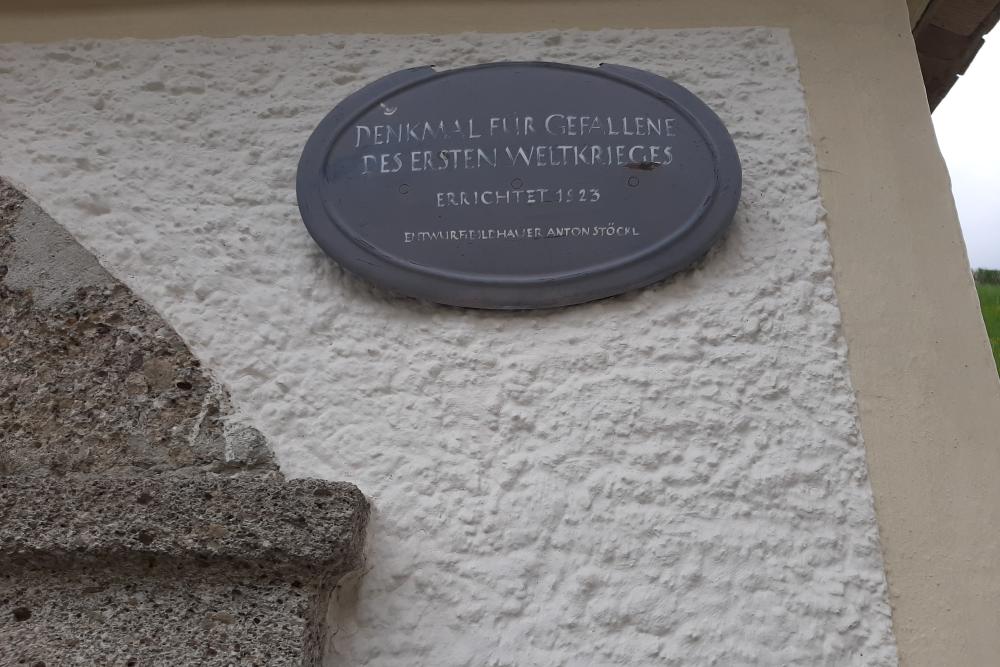 DENKMAL FÜR GEFALLENE
DES ERSTEN WELTKRIEGES
ERRICHTET 1923
ENTWURF:BILDHAUER ANTON STÖCKL